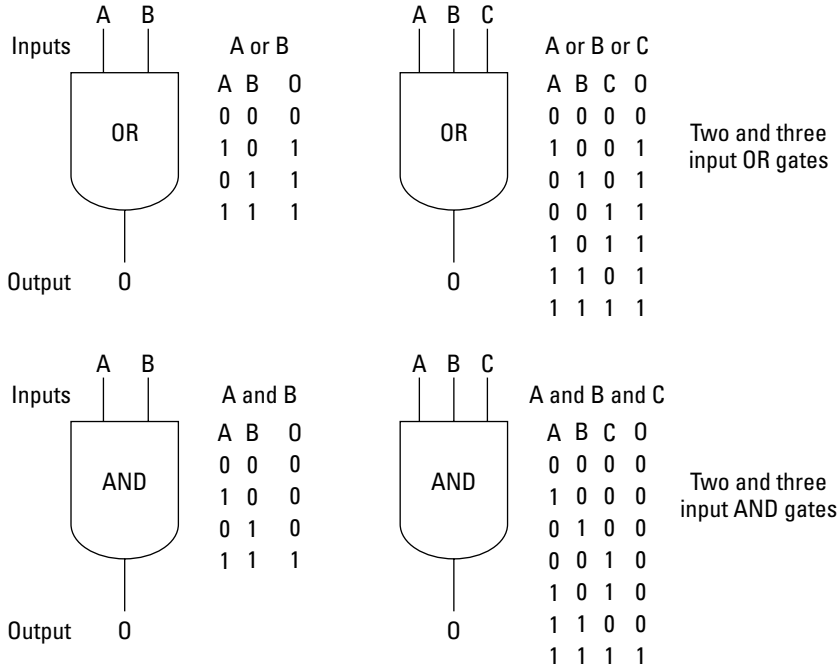 A B
Inputs
OR
Output O
A or B
A B O
0 0 0
1 0 1
0 1 1
1 1 1
A B C
OR
O
A or B or C
A B C O
0 0 0 0
1 0 0 1
0 1 0 1
0 0 1 1
1 0 1 1
1 1 0 1
1 1 1 1
Two and three
input OR gates
A B
Inputs
AND
Output O
A and B
A B O
0 0 0
1 0 0
0 1 0
1 1 1
A B C
AND
O
A and B and C
A B C O
0 0 0 0
1 0 0 0
0 1 0 0
0 0 1 0
1 0 1 0
1 1 0 0
1 1 1 1
Two and three
input AND gates